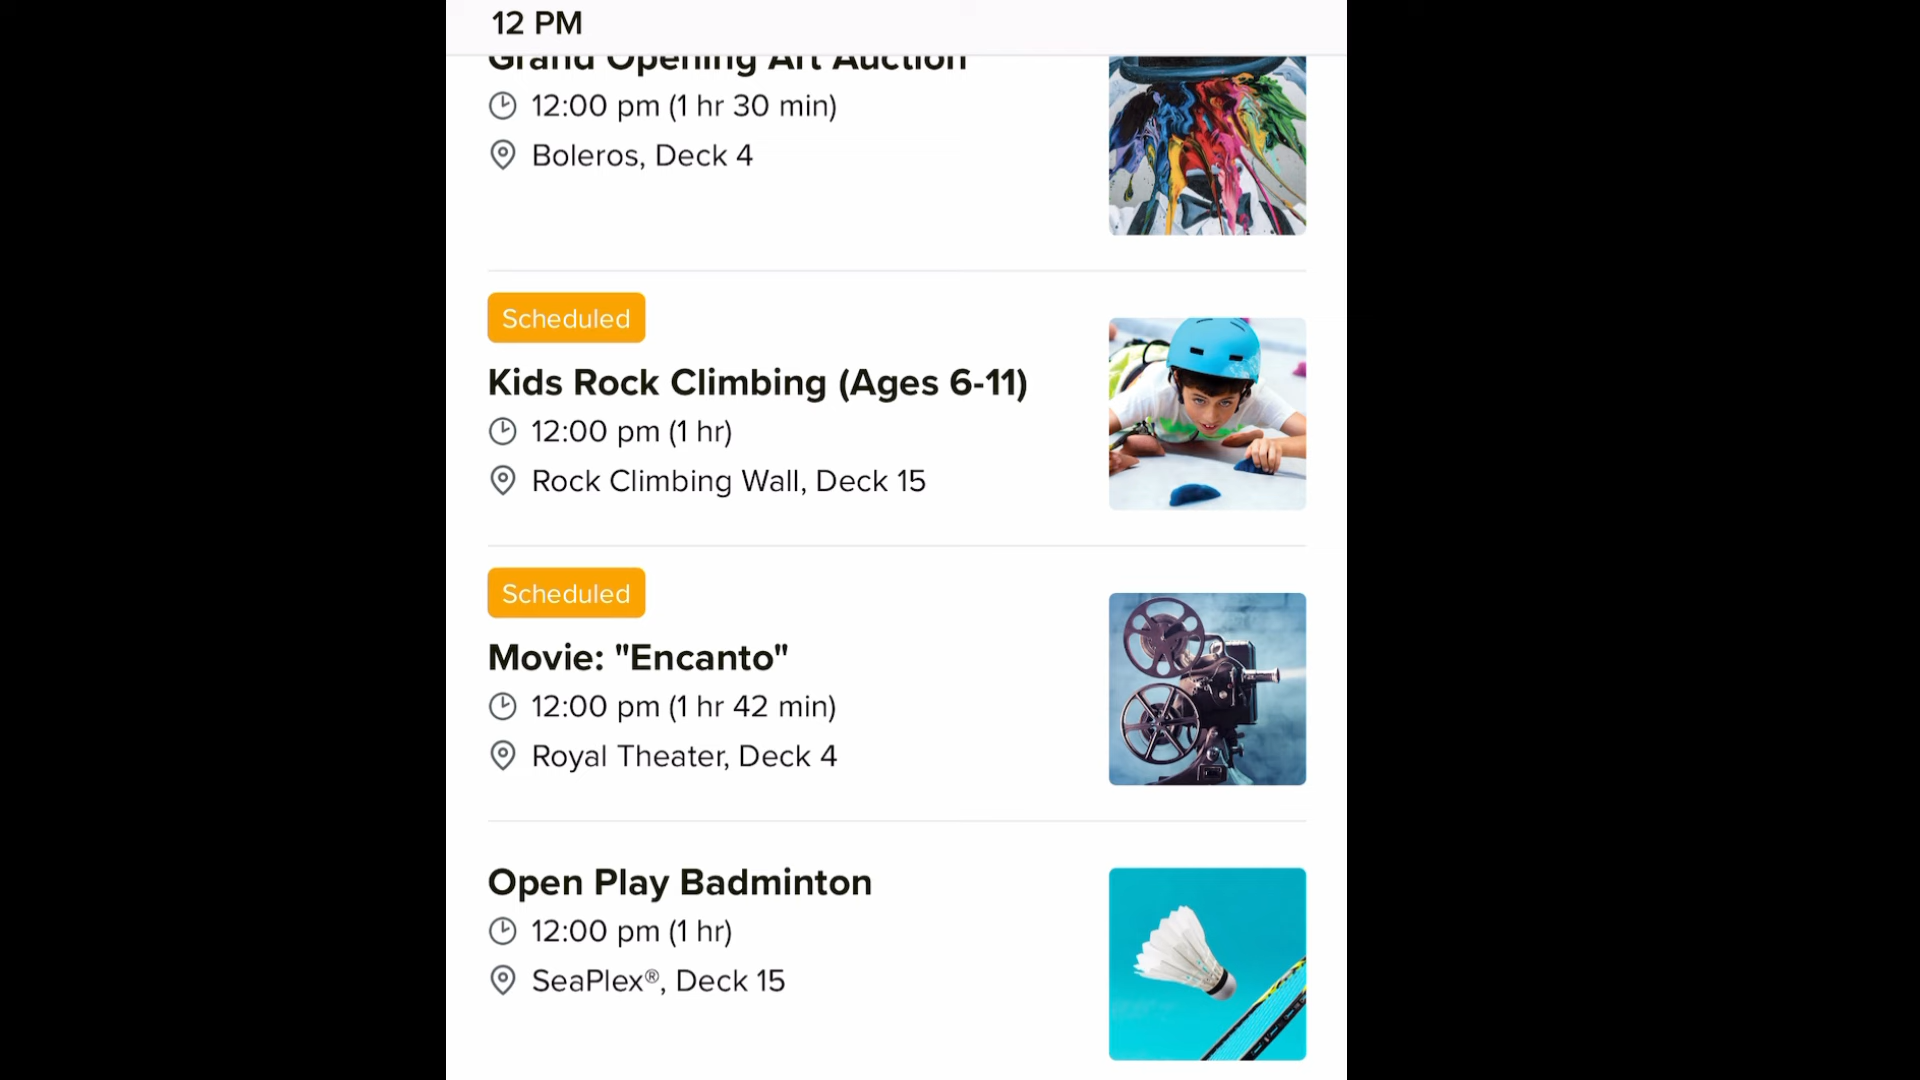 12 PM
Grand Opening Art Auction
12:00 pm (1 hr 30 min)
Boleros, Deck 4
Scheduled
Kids Rock Climbing (Ages 6-11)
12:00 pm (1 hr)
Rock Climbing Wall, Deck 15
Scheduled
Movie: "Encanto"
12:00 pm (1 hr 42 min)
Royal Theater, Deck 4
Open Play Badminton
12:00 pm (1 hr)
SeaPlex®, Deck 15